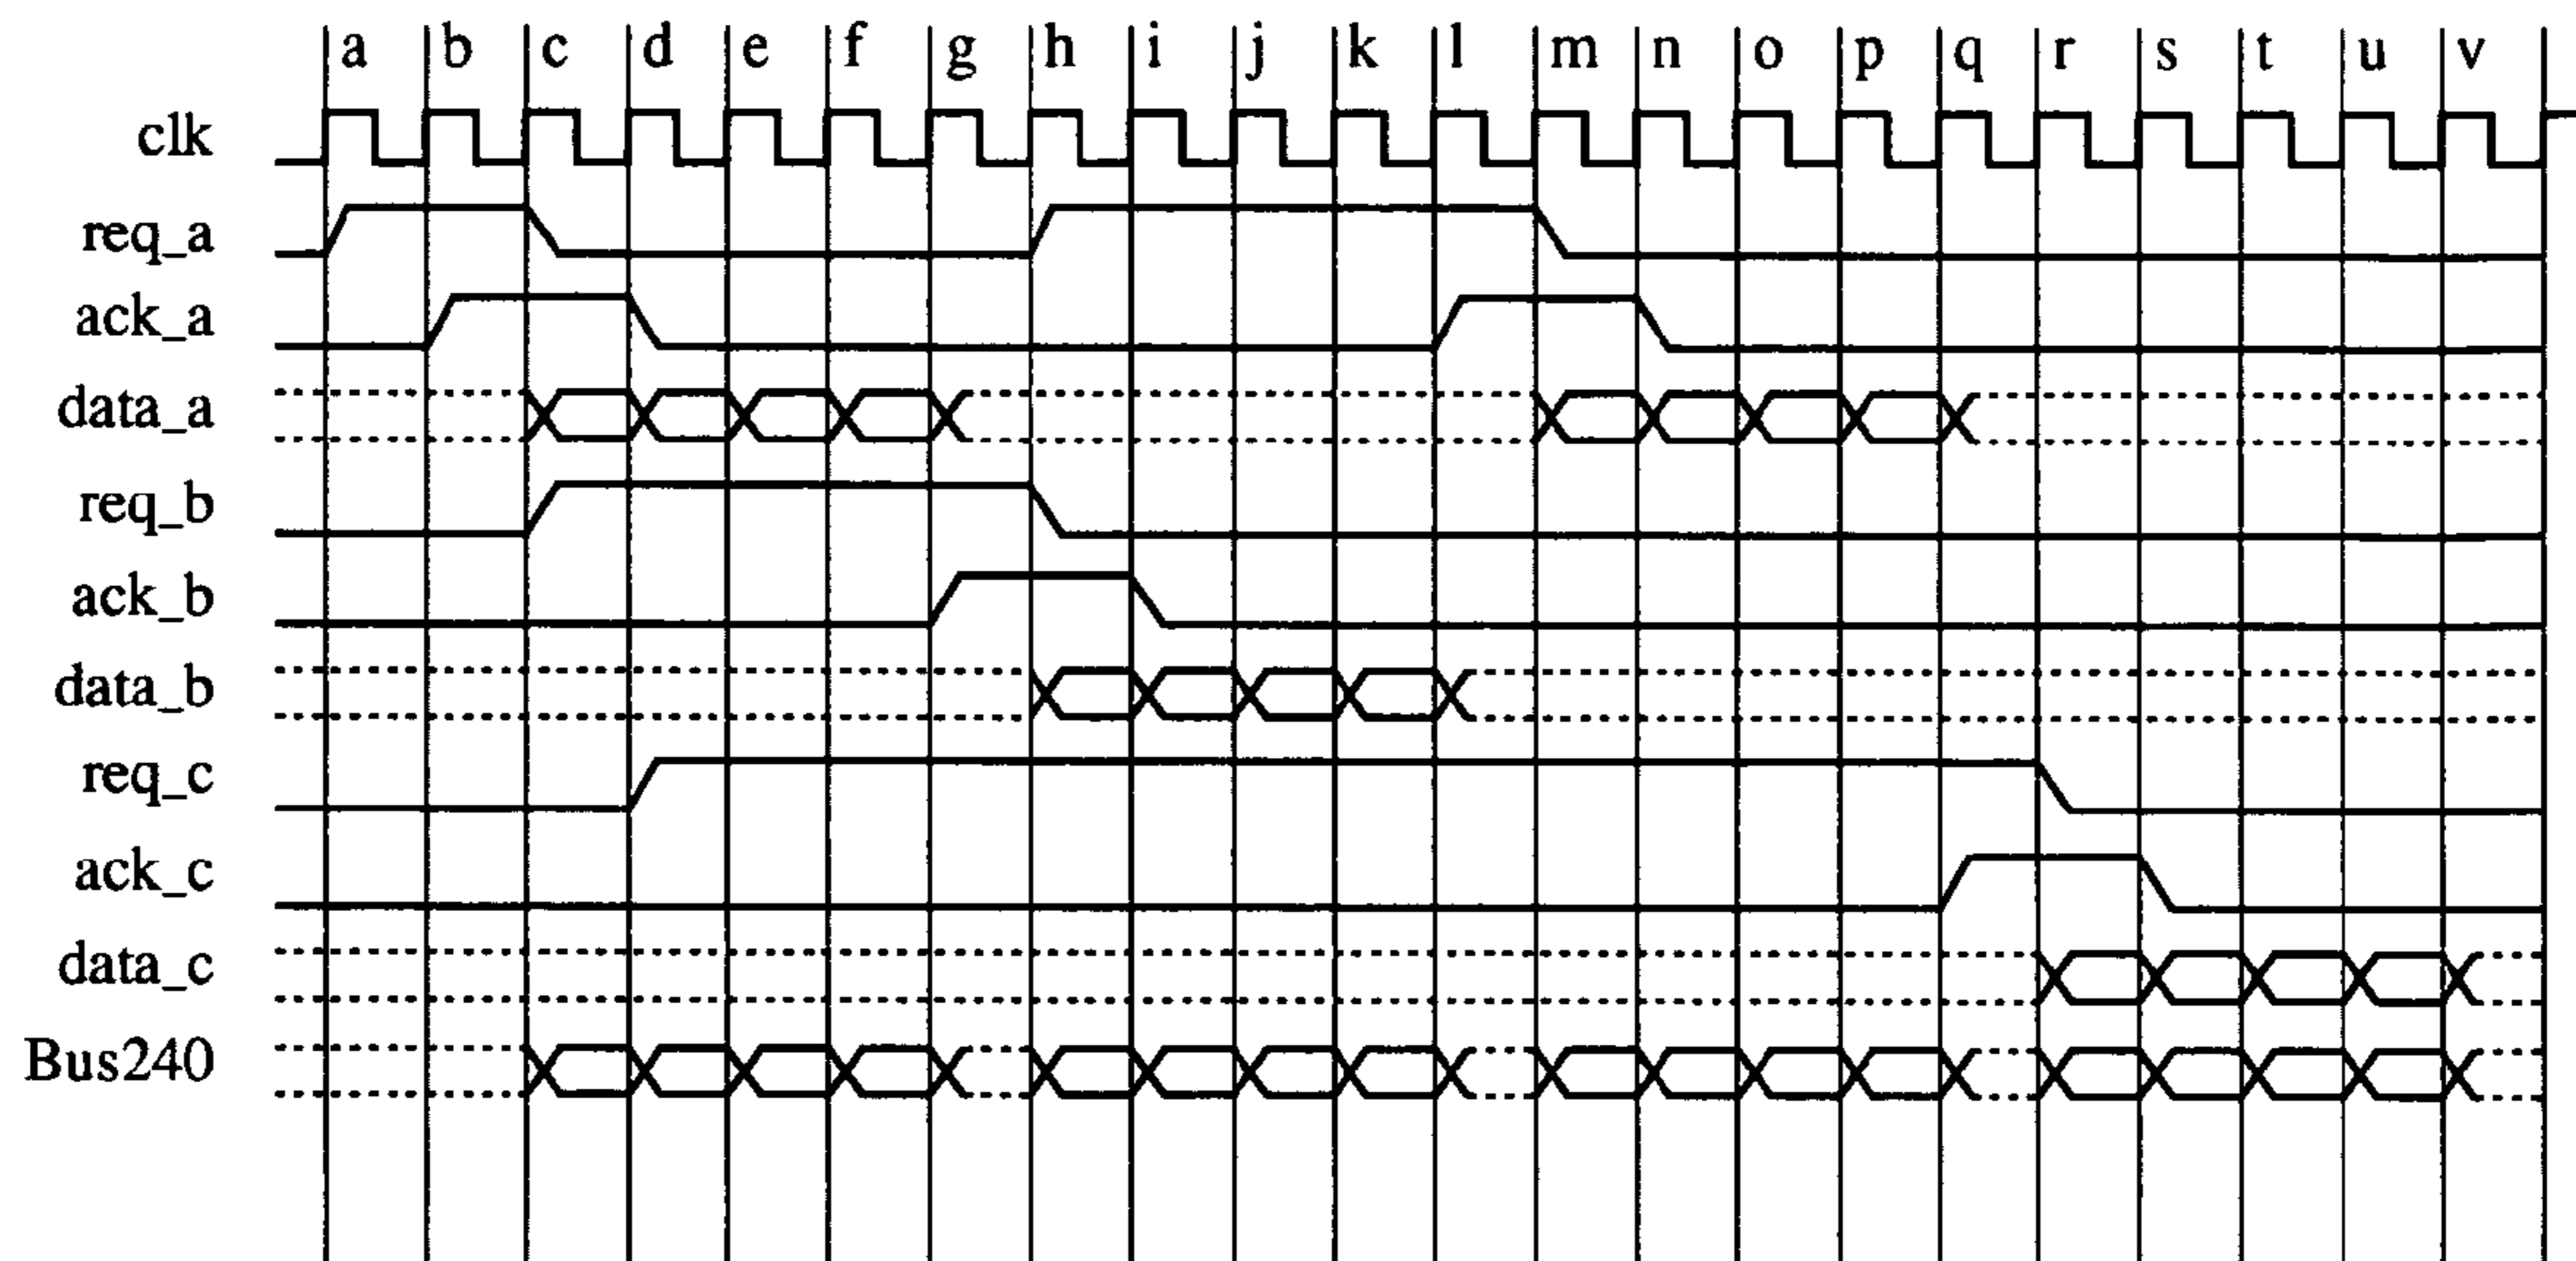 a b c d e f g h i j k l m n o p q r s t u v
clk
req_a
ack_a
data_a
req_b
ack_b
data_b
req_c
ack_c
data_c
Bus240